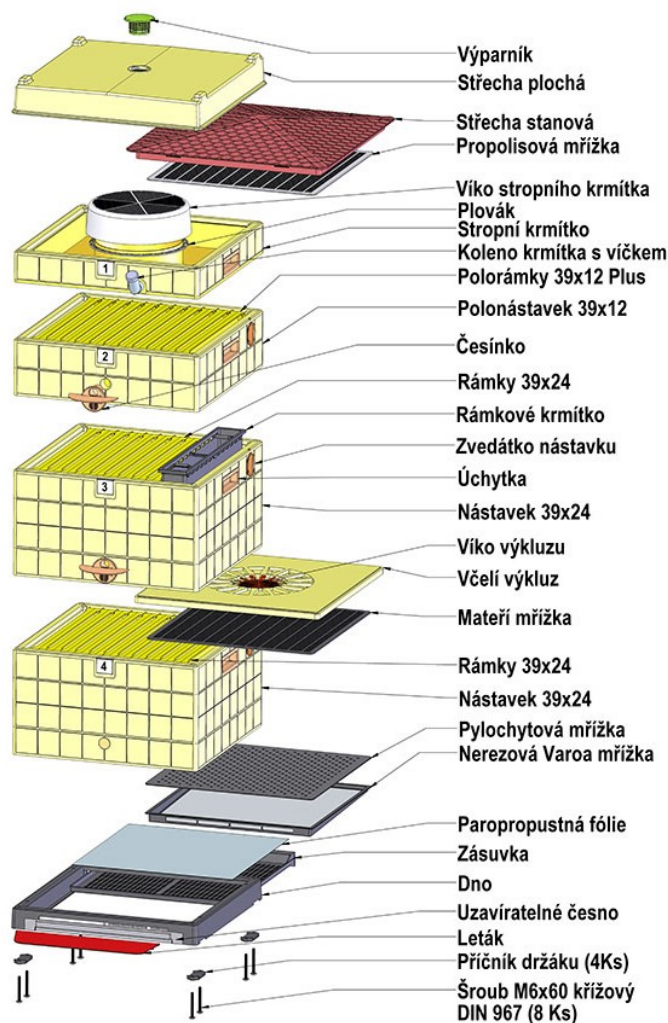 Výparník
Střecha plochá
Střecha stanová
Propolisová mřížka
Víko stropního krmítka
Plovák
Stropní krmítko
Koleno krmítka s víčkem
Polorámky 39x12 Plus
Polonástavek 39x12
Česínko
Rámky 39x24
Rámkové krmítko
Zvedátko nástavku
Úchytka
Nástavek 39x24
Víko výkluzu
Včelí výkluz
Mateří mřížka
Rámky 39x24
Nástavek 39x24
Pylochytová mřížka
Nerezová Varoa mřížka
Paropropustná fólie
Zásuvka
Dno
Uzavíratelné česno
Leták
Příčník držáku (4Ks)
Šroub M6x60 křížový
DIN 967 (8 Ks)
1
2
3
4